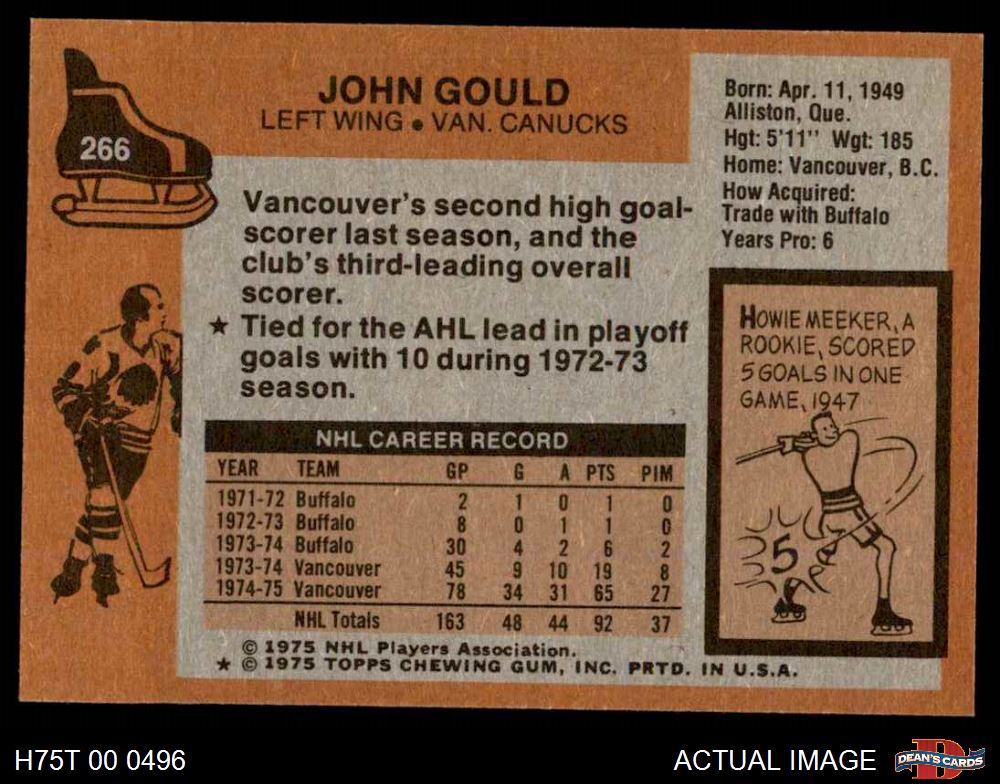 266
JOHN GOULD
LEFT WING • VAN. CANUCKS
Born: Apr. 11, 1949
Alliston, Que.
Hgt: 5'11" Wgt: 185
Home: Vancouver, B.C.
How Acquired:
Trade with Buffalo
Years Pro: 6
Vancouver's second high goal-
scorer last season, and the
club's third-leading overall
scorer.
★ Tied for the AHL lead in playoff
goals with 10 during 1972-73
season.
HOWIE MEEKER, A
ROOKIE, SCORED
5 GOALS IN ONE
GAME, 1947
5
NHL CAREER RECORD
YEAR TEAM GP G A PTS PIM
1971-72 Buffalo 2 1 0 1 0
1972-73 Buffalo 8 0 1 1 0
1973-74 Buffalo 30 4 2 6 2
1973-74 Vancouver 45 9 10 19 8
1974-75 Vancouver 78 34 31 65 27
NHL Totals 163 48 44 92 37
© 1975 NHL Players Association.
★ © 1975 TOPPS CHEWING GUM, INC. PRTD. IN U.S.A.
H75T 00 0496
ACTUAL IMAGE
D
DEAN'S CARDS